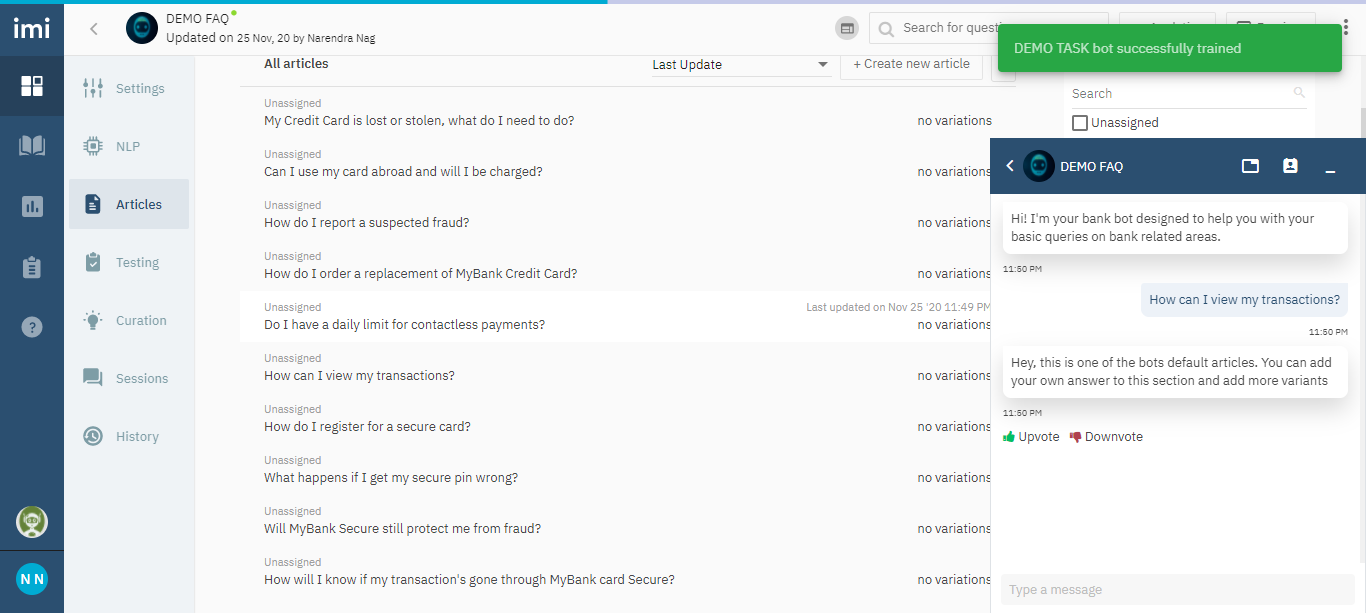 imi
DEMO FAQ
Updated on 25 Nov, 20 by Narendra Nag
Search for quest
DEMO TASK bot successfully trained
Settings
NLP
Articles
Testing
Curation
Sessions
History
N N
All articles
Last Update
+ Create new article
Unassigned
My Credit Card is lost or stolen, what do I need to do?
no variations
Unassigned
Can I use my card abroad and will I be charged?
no variations
Unassigned
How do I report a suspected fraud?
no variations
Unassigned
How do I order a replacement of MyBank Credit Card?
no variations
Unassigned
Last updated on Nov 25 '20 11:49 PM
Do I have a daily limit for contactless payments?
no variations
Unassigned
How can I view my transactions?
no variations
Unassigned
How do I register for a secure card?
no variations
Unassigned
What happens if I get my secure pin wrong?
no variations
Unassigned
Will MyBank Secure still protect me from fraud?
no variations
Unassigned
How will I know if my transaction's gone through MyBank card Secure?
no variations
Search
Unassigned
DEMO FAQ
Hi! I'm your bank bot designed to help you with your
basic queries on bank related areas.
11:50 PM
How can I view my transactions?
11:50 PM
Hey, this is one of the bots default articles. You can add
your own answer to this section and add more variants
11:50 PM
Upvote
Downvote
Type a message